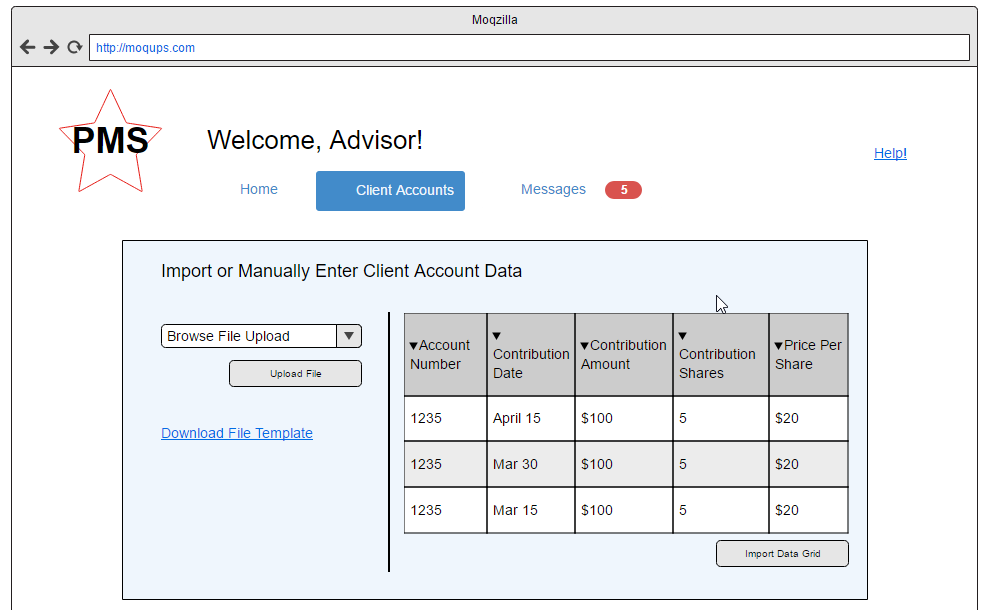 Moqzilla
http://moqups.com
PMS
Welcome, Advisor!
Help!
Home
Client Accounts
Messages
5
Import or Manually Enter Client Account Data
Browse File Upload
Upload File
Download File Template
▼Account
Number
▼
Contribution
Date
▼Contribution
Amount
▼
Contribution
Shares
▼Price Per
Share
1235 April 15 $100 5 $20
1235 Mar 30 $100 5 $20
1235 Mar 15 $100 5 $20
Import Data Grid